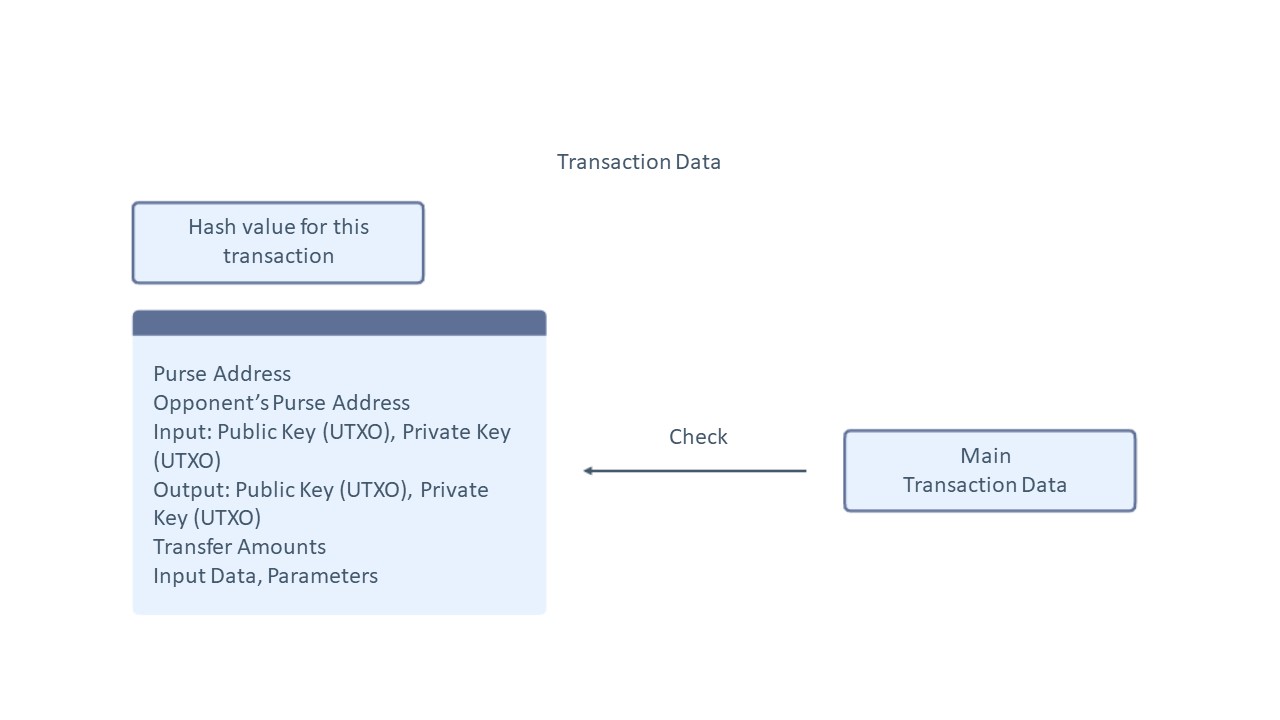 Transaction Data
Hash value for this
transaction
Purse Address
Opponent’s Purse Address
Input: Public Key (UTXO), Private Key
(UTXO)
Output: Public Key (UTXO), Private
Key (UTXO)
Transfer Amounts
Input Data, Parameters
Check
Main
Transaction Data